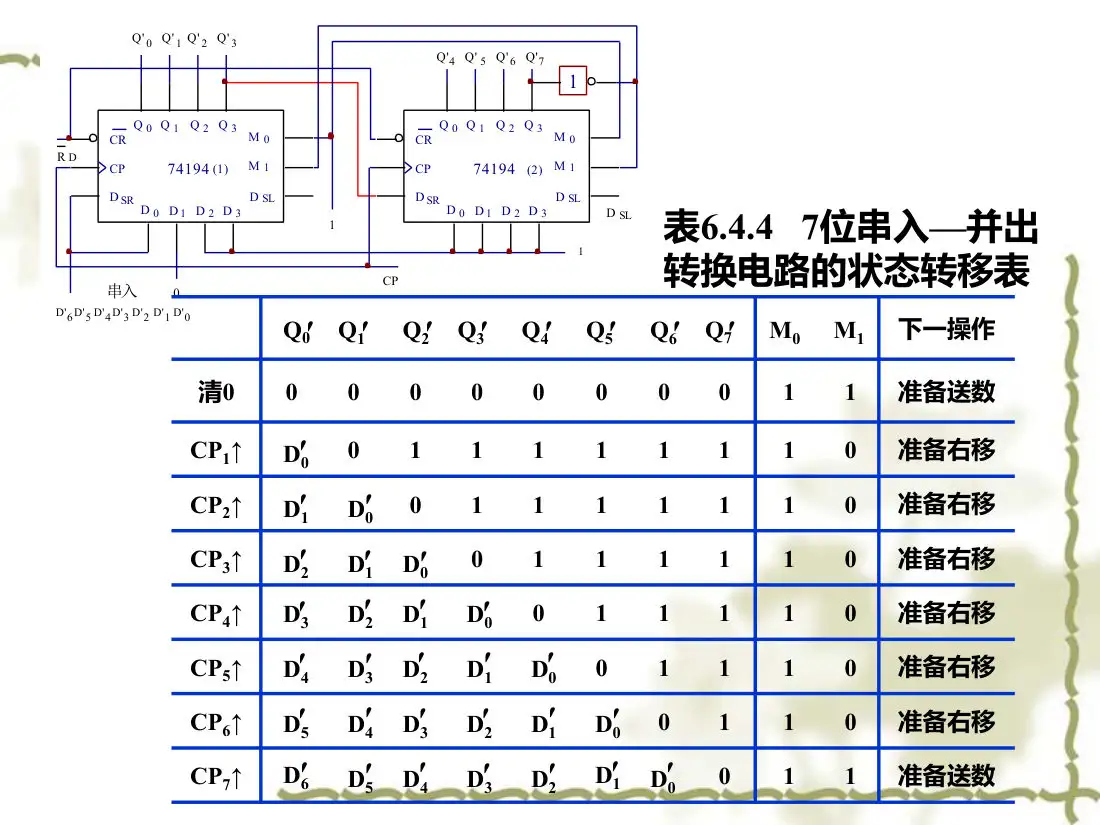 Q'0 Q'1 Q'2 Q'3
Q'4 Q'5 Q'6 Q'7
1
Q0 Q1 Q2 Q3
CR
M0
CP
74194 (1)
M1
DSR
DSL
D0 D1 D2 D3
Q0 Q1 Q2 Q3
CR
M0
CP
74194 (2)
M1
DSR
DSL
D0 D1 D2 D3
RD
DSL
1
1
CP
串入
0
D'6 D'5 D'4 D'3 D'2 D'1 D'0
表6.4.4 7位串入—并出
转换电路的状态转移表
Q0′ Q1′ Q2′ Q3′ Q4′ Q5′ Q6′ Q7′ M0 M1 下一操作
清0 0 0 0 0 0 0 0 0 1 1 准备送数
CP1↑ D0′ 0 1 1 1 1 1 1 1 0 准备右移
CP2↑ D1′ D0′ 0 1 1 1 1 1 1 0 准备右移
CP3↑ D2′ D1′ D0′ 0 1 1 1 1 1 0 准备右移
CP4↑ D3′ D2′ D1′ D0′ 0 1 1 1 1 0 准备右移
CP5↑ D4′ D3′ D2′ D1′ D0′ 0 1 1 1 0 准备右移
CP6↑ D5′ D4′ D3′ D2′ D1′ D0′ 0 1 1 0 准备右移
CP7↑ D6′ D5′ D4′ D3′ D2′ D1′ D0′ 0 1 1 准备送数